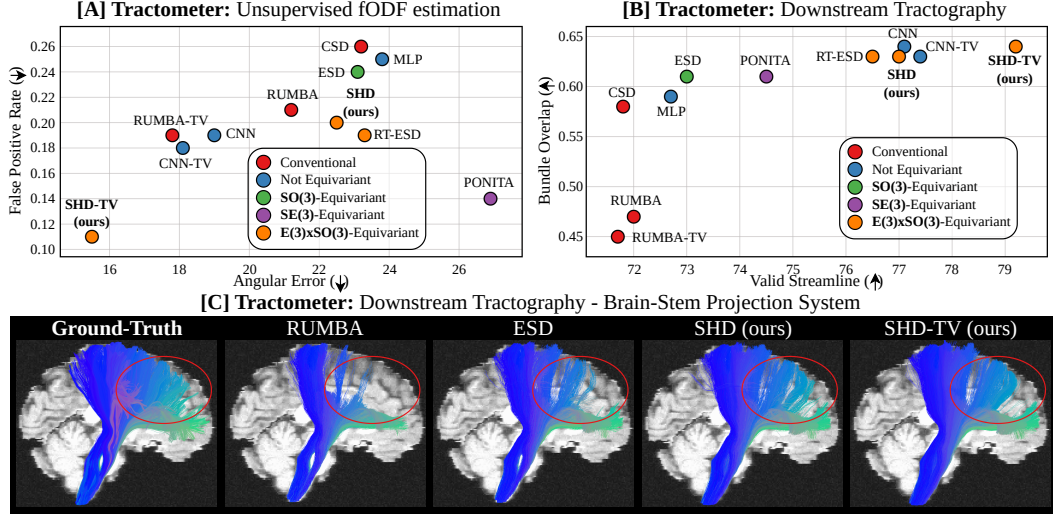 [A] Tractometer: Unsupervised fODF estimation
False Positive Rate (↓)
0.26
0.24
0.22
0.20
0.18
0.16
0.14
0.12
0.10
CSD
MLP
ESD
SHD
(ours)
RUMBA
RUMBA-TV
CNN
RT-ESD
CNN-TV
PONITA
SHD-TV
(ours)
Conventional
Not Equivariant
SO(3)-Equivariant
SE(3)-Equivariant
E(3)xSO(3)-Equivariant
16 18 20 22 24 26
Angular Error (↓)
[B] Tractometer: Downstream Tractography
Bundle Overlap (↑)
0.65
0.60
0.55
0.50
0.45
CNN
RT-ESD
CNN-TV
SHD
(ours)
SHD-TV
(ours)
ESD
PONITA
CSD
MLP
RUMBA
RUMBA-TV
Conventional
Not Equivariant
SO(3)-Equivariant
SE(3)-Equivariant
E(3)xSO(3)-Equivariant
72 73 74 75 76 77 78 79
Valid Streamline (↑)
[C] Tractometer: Downstream Tractography - Brain-Stem Projection System
Ground-Truth RUMBA ESD SHD (ours) SHD-TV (ours)